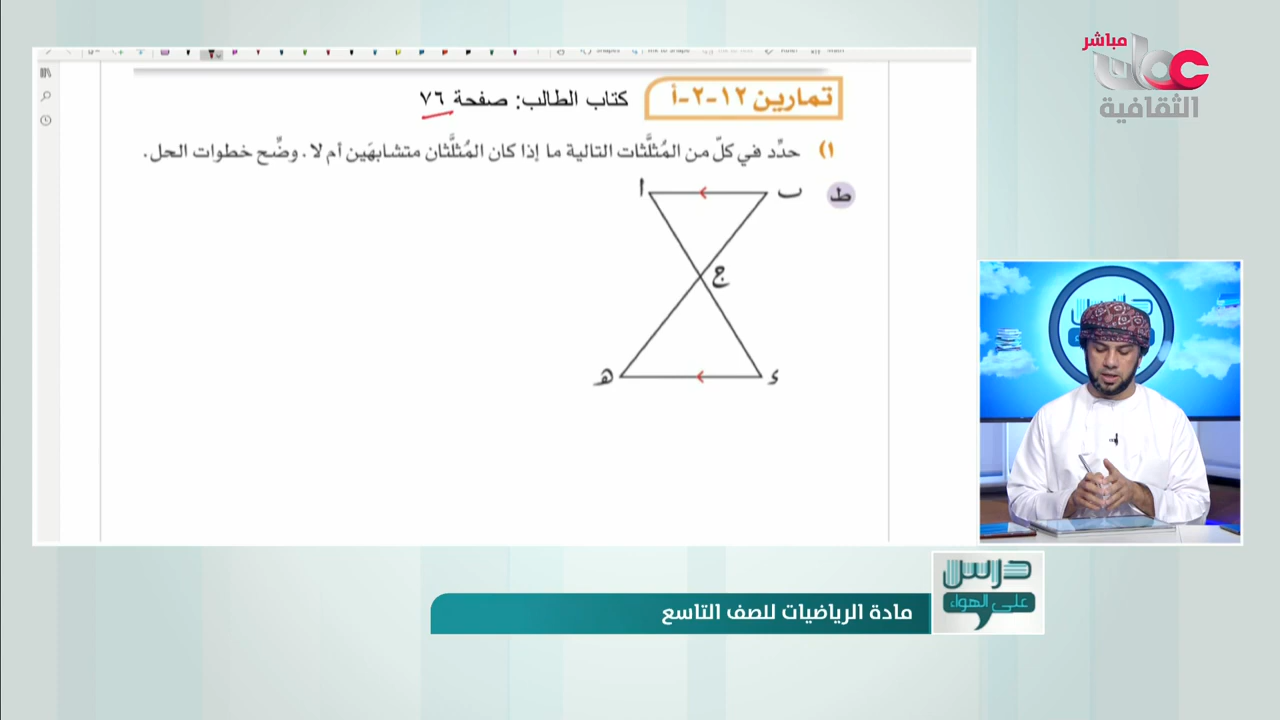 مباشر
عمان
الثقافية
تمارين ١٢-٢-أ
كتاب الطالب: صفحة ٧٦
١) حدِّد في كلّ من المُثلَّثات التالية ما إذا كان المُثلَّثان متشابهَين أم لا. وضِّح خطوات الحل.
ط
ب
أ
ج
ء
هـ
درس
على الهواء
مادة الرياضيات للصف التاسع